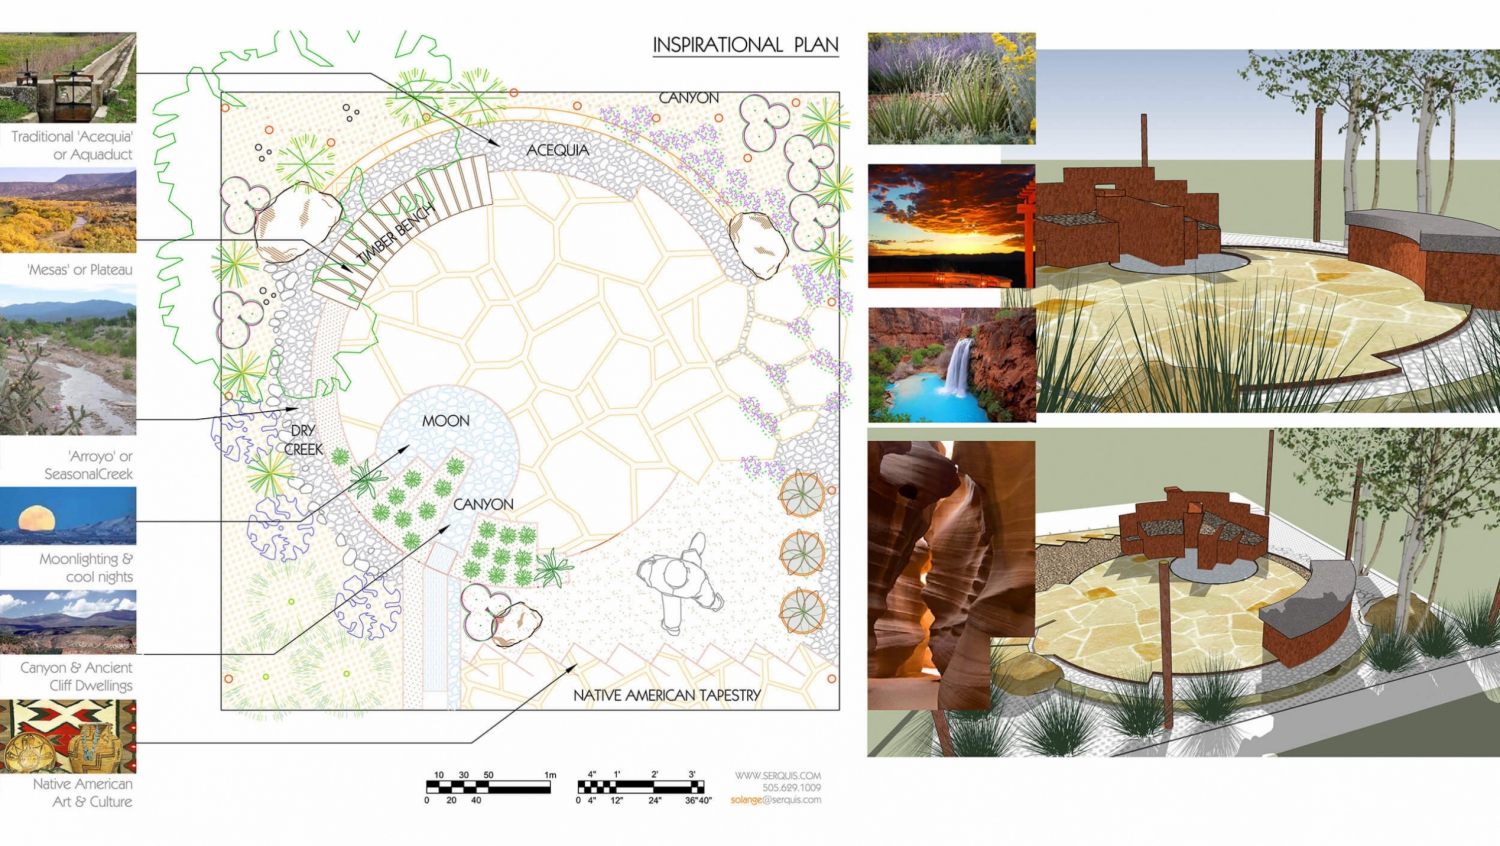 INSPIRATIONAL PLAN
Traditional 'Acequia'
or Aquaduct
'Mesas' or Plateau
'Arroyo' or
SeasonalCreek
Moonlighting &
cool nights
Canyon & Ancient
Cliff Dwellings
Native American
Art & Culture
CANYON
ACEQUIA
TIMBER BENCH
MOON
DRY
CREEK
CANYON
NATIVE AMERICAN TAPESTRY
10 30 50 1m
0 20 40
4" 1' 2' 3'
0 4" 12" 24" 36"40"
WWW.SERQUIS.COM
505.629.1009
solange@serquis.com